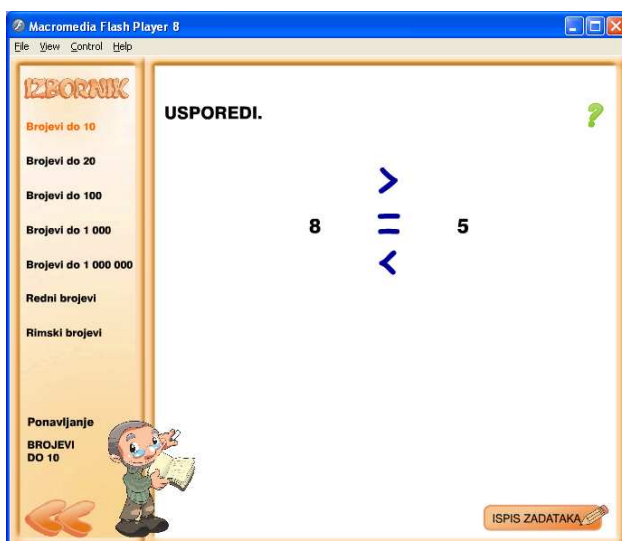 Macromedia Flash Player 8
File View Control Help
IZBORNIK
Brojevi do 10
Brojevi do 20
Brojevi do 100
Brojevi do 1 000
Brojevi do 1 000 000
Redni brojevi
Rimski brojevi
Ponavljanje
BROJEVI
DO 10
USPOREDI.
?
>
8 = 5
<
ISPIS ZADATAKA